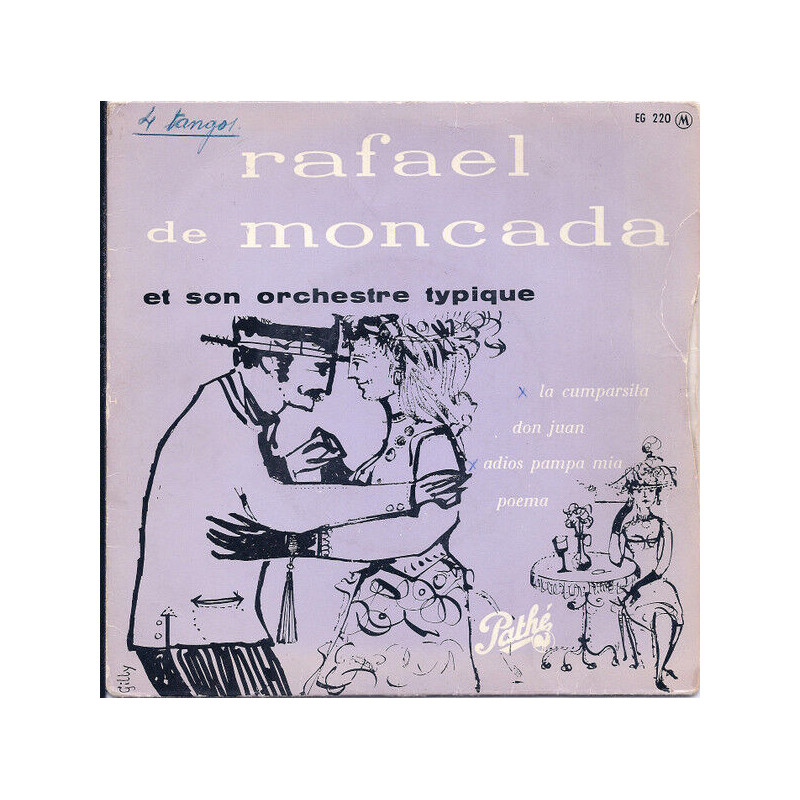 4 tangos.
EG 220 M
rafael
de moncada
et son orchestre typique
x la cumparsita
don juan
x adios pampa mia
poema
Pathé
gilly